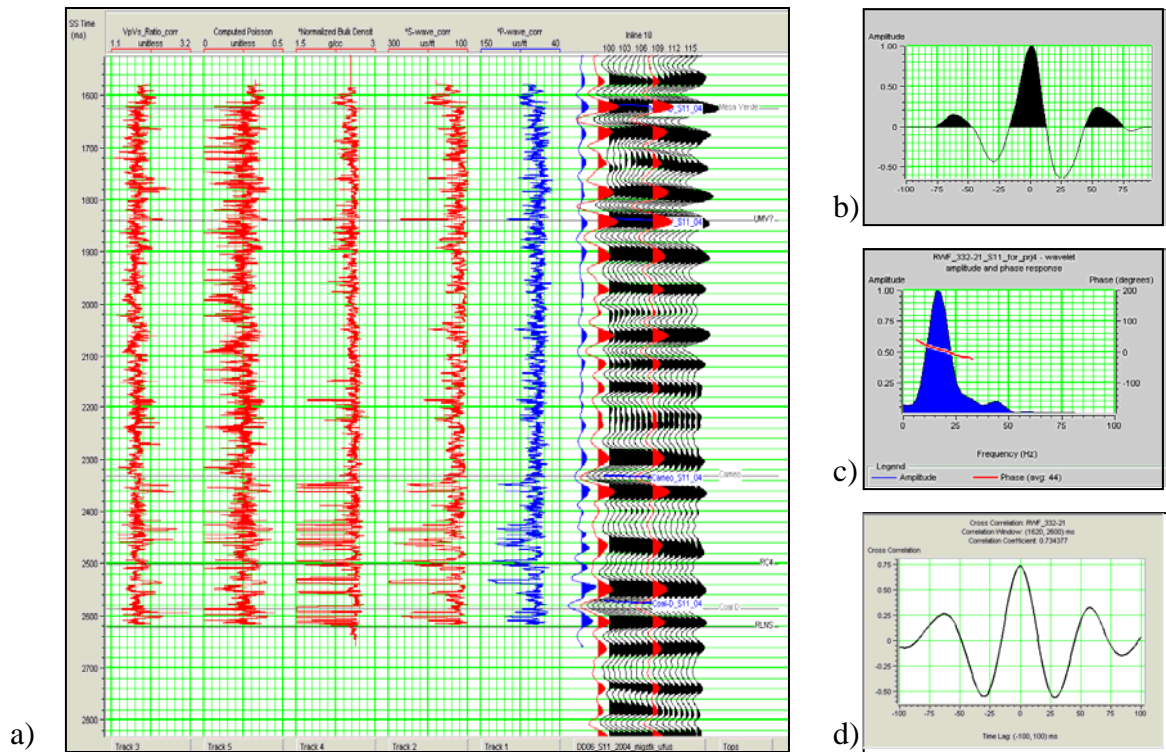 SS Time
(ms)
VpVs_Ratio_corr
1.1 unitless 3.2
Computed Poisson
0 unitless 0.5
*Normalized Bulk Densit
1.5 g/cc 3
*S-wave_corr
300 us/ft 100
*P-wave_corr
150 us/ft 40
Inline 18
100 103 106 109 112 115
1600
1700
1800
1900
2000
2100
2200
2300
2400
2500
2600
2700
2800
Mesa Verde
_S11_04
UMV?
_S11_04
Cameo
Cameo_S11_04
RC4
Coal-D_S11_04
Coal D
RLNS
Track 3
Track 5
Track 4
Track 2
Track 1
DD06_S11_2004_migstk_ufus
Tops
a)
b)
Amplitude
1.00
0.50
0.00
-0.50
-100 -75 -50 -25 0 25 50 75
c)
RWF_332-21_S11_for_prj4 - wavelet
amplitude and phase response
Amplitude
Phase (degrees)
1.00
0.75
0.50
0.25
200
100
0
-100
0 25 50 75 100
Frequency (Hz)
Legend
Amplitude
Phase (avg: 44)
d)
Cross Correlation: RWF_332-21
Correlation Window: (1620, 2600) ms
Correlation Coefficient: 0.734377
Cross Correlation
0.75
0.50
0.25
0.00
-0.25
-0.50
-100 -75 -50 -25 0 25 50 75 100
Time Lag: (-100, 100) ms